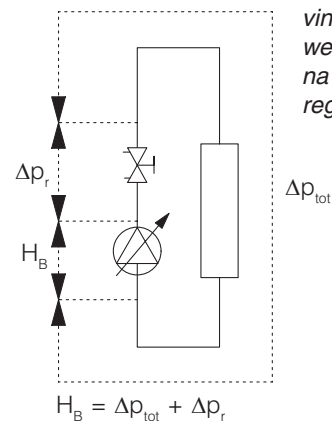 vin
we
na
reg
Δp_r
Δp_tot
H_B
H_B = Δp_tot + Δp_r